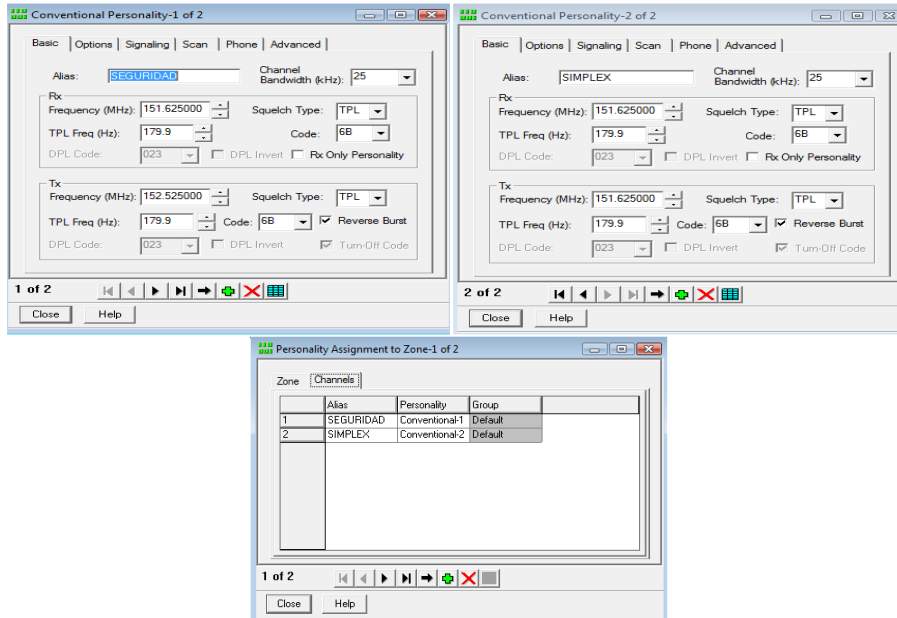 Conventional Personality-1 of 2
Basic Options Signaling Scan Phone Advanced
Alias: SEGURIDAD Channel Bandwidth (kHz): 25
Rx
Frequency (MHz): 151.625000 Squelch Type: TPL
TPL Freq (Hz): 179.9 Code: 6B
DPL Code: 023 DPL Invert Rx Only Personality
Tx
Frequency (MHz): 152.525000 Squelch Type: TPL
TPL Freq (Hz): 179.9 Code: 6B Reverse Burst
DPL Code: 023 DPL Invert Turn-Off Code
1 of 2
Close Help
Conventional Personality-2 of 2
Basic Options Signaling Scan Phone Advanced
Alias: SIMPLEX Channel Bandwidth (kHz): 25
Rx
Frequency (MHz): 151.625000 Squelch Type: TPL
TPL Freq (Hz): 179.9 Code: 6B
DPL Code: 023 DPL Invert Rx Only Personality
Tx
Frequency (MHz): 151.625000 Squelch Type: TPL
TPL Freq (Hz): 179.9 Code: 6B Reverse Burst
DPL Code: 023 DPL Invert Turn-Off Code
2 of 2
Close Help
Personality Assignment to Zone-1 of 2
Zone Channels
Alias Personality Group
1 SEGURIDAD Conventional-1 Default
2 SIMPLEX Conventional-2 Default
1 of 2
Close Help